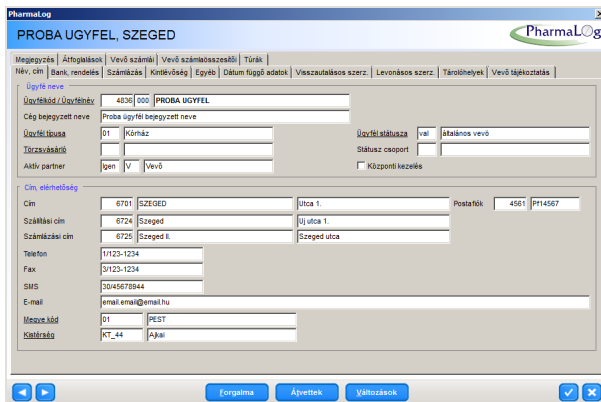 PharmaLog
PROBA UGYFEL, SZEGED
PharmaLog
Megjegyzés Átfoglalások Vevő számlái Vevő számlaösszesítői Túrák
Név, cím Bank, rendelés Számlázás Kintlévőség Egyéb Dátum függő adatok Visszautalásos szerz. Levonásos szerz. Tárolóhelyek Vevő tájékoztatás
Ügyfé neve
Ügyfélkód / Ügyfélnév 4836 000 PROBA UGYFEL
Cég bejegyzett neve Proba ügyfél bejegyzett neve
Ügyfél típusa 01 Kórház Ügyfél státusza val általános vevő
Törzsvásárló Státusz csoport
Aktív partner Igen V Vevő Központi kezelés
Cím, elérhetőség
Cím 6701 SZEGED Utca 1. Postafiók 4561 Pf14567
Szállítási cím 6724 Szeged Uj utca 1.
Számlázási cím 6725 Szeged II. Szeged utca
Telefon 1/123-1234
Fax 3/123-1234
SMS 30/45678944
E-mail email.email@email.hu
Megye kód 01 PEST
Kistérség KT_44 Ajkai
Forgalma Átvettek Változások